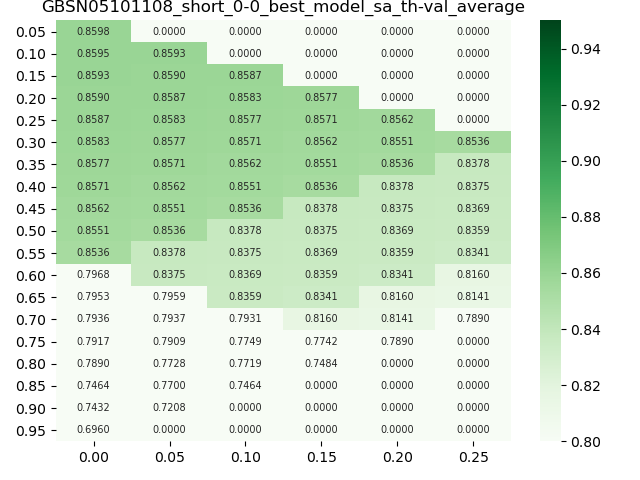 GBSN05101108_short_0-0_best_model_sa_th-val_average
0.05 0.8598 0.0000 0.0000 0.0000 0.0000 0.0000
0.10 0.8595 0.8593 0.0000 0.0000 0.0000 0.0000
0.15 0.8593 0.8590 0.8587 0.0000 0.0000 0.0000
0.20 0.8590 0.8587 0.8583 0.8577 0.0000 0.0000
0.25 0.8587 0.8583 0.8577 0.8571 0.8562 0.0000
0.30 0.8583 0.8577 0.8571 0.8562 0.8551 0.8536
0.35 0.8577 0.8571 0.8562 0.8551 0.8536 0.8378
0.40 0.8571 0.8562 0.8551 0.8536 0.8378 0.8375
0.45 0.8562 0.8551 0.8536 0.8378 0.8375 0.8369
0.50 0.8551 0.8536 0.8378 0.8375 0.8369 0.8359
0.55 0.8536 0.8378 0.8375 0.8369 0.8359 0.8341
0.60 0.7968 0.8375 0.8369 0.8359 0.8341 0.8160
0.65 0.7953 0.7959 0.8359 0.8341 0.8160 0.8141
0.70 0.7936 0.7937 0.7931 0.8160 0.8141 0.7890
0.75 0.7917 0.7909 0.7749 0.7742 0.7890 0.0000
0.80 0.7890 0.7728 0.7719 0.7484 0.0000 0.0000
0.85 0.7464 0.7700 0.7464 0.0000 0.0000 0.0000
0.90 0.7432 0.7208 0.0000 0.0000 0.0000 0.0000
0.95 0.6960 0.0000 0.0000 0.0000 0.0000 0.0000
0.00 0.05 0.10 0.15 0.20 0.25
0.94
0.92
0.90
0.88
0.86
0.84
0.82
0.80